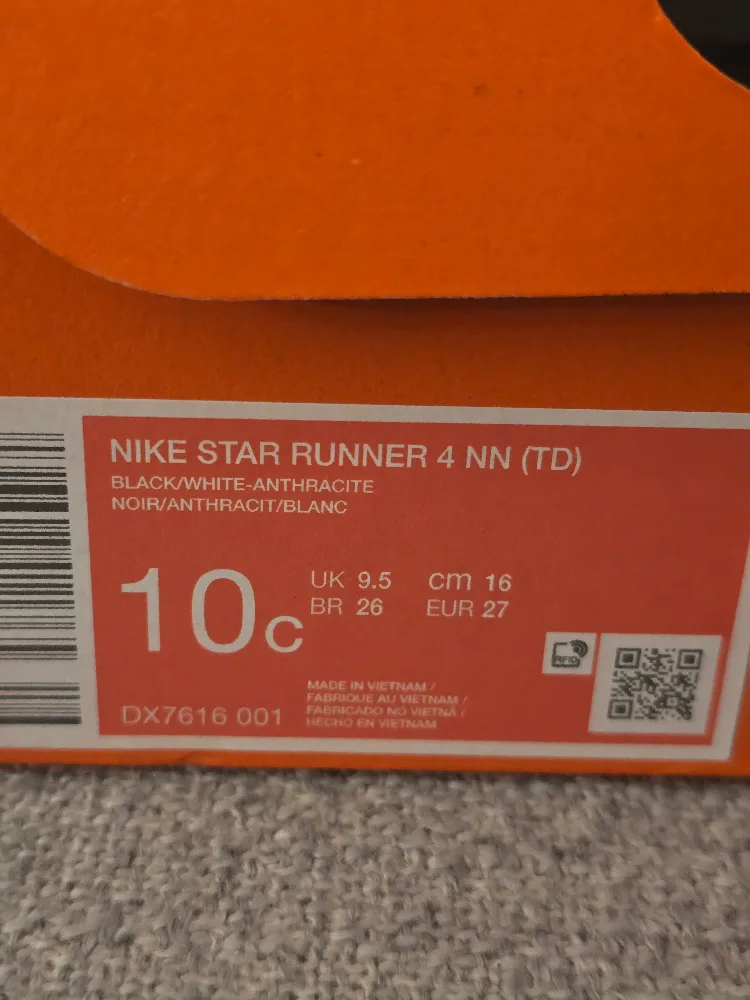 NIKE STAR RUNNER 4 NN (TD)
BLACK/WHITE-ANTHRACITE
NOIR/ANTHRACIT/BLANC
10C
UK 9.5 cm 16
BR 26 EUR 27
RFID
MADE IN VIETNAM /
FABRIQUE AU VIETNAM /
FABRICADO NO VIETNÃ /
HECHO EN VIETNAM
DX7616 001